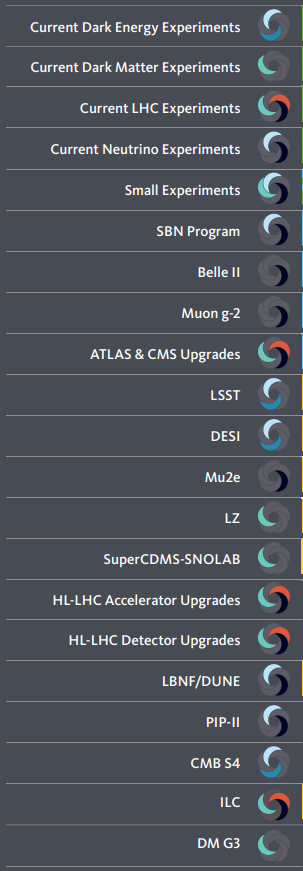 Current Dark Energy Experiments
Current Dark Matter Experiments
Current LHC Experiments
Current Neutrino Experiments
Small Experiments
SBN Program
Belle II
Muon g-2
ATLAS & CMS Upgrades
LSST
DESI
Mu2e
LZ
SuperCDMS-SNOLAB
HL-LHC Accelerator Upgrades
HL-LHC Detector Upgrades
LBNF/DUNE
PIP-II
CMB S4
ILC
DM G3